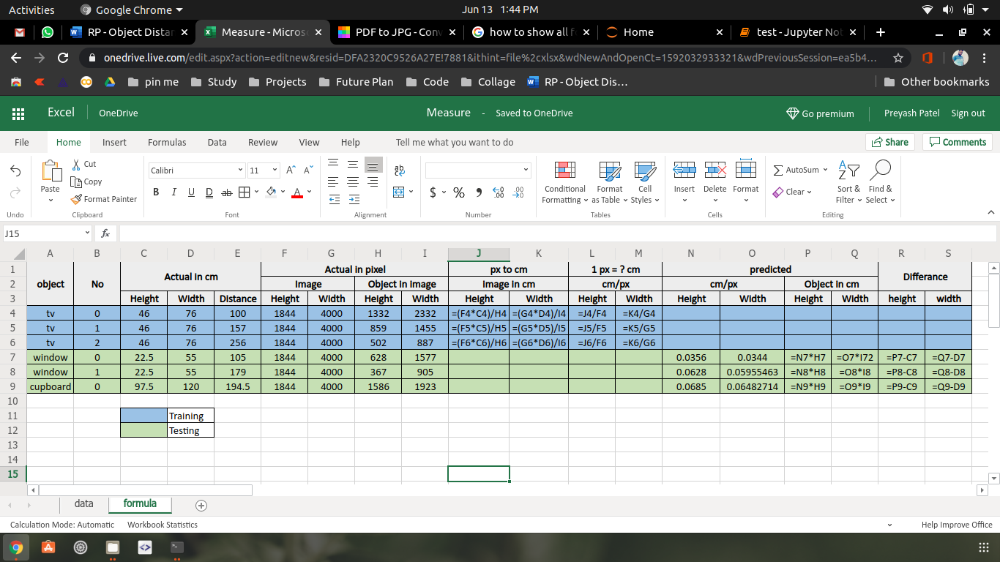 Activities Google Chrome Jun 13 1:44 PM
RP - Object Distan Measure - Micros PDF to JPG - Con how to show all f Home test - Jupyter Not
onedrive.live.com/edit.aspx?action=editnew&resid=DFA2320C9526A27E!7881&ithint=file%2cxlsx&wdNewAndOpenCt=1592032933321&wdPreviousSession=ea5b4...
pin me Study Projects Future Plan Code Collage RP - Object Dis... Other bookmarks
Excel OneDrive Measure - Saved to OneDrive Go premium Preyash Patel Sign out
File Home Insert Formulas Data Review View Help Tell me what you want to do Share Comments
Paste Cut Copy Format Painter Calibri 11 Conditional Formatting Format as Table Cell Styles Insert Delete Format AutoSum Clear Sort & Filter Find & Select
Undo Clipboard Font Alignment Number Tables Cells Editing
J15 fx
A B C D E F G H I J K L M N O P Q R S
1 object No Actual in cm Actual in pixel px to cm 1 px = ? cm predicted Differance
2 Image Object in Image Image in cm cm/px cm/px Object in cm
3 Height Width Distance Height Width Height Width Height Width Height Width Height Width Height Width height width
4 tv 0 46 76 100 1844 4000 1332 2332 =(F4*C4)/H4 =(G4*D4)/I4 =J4/F4 =K4/G4
5 tv 1 46 76 157 1844 4000 859 1455 =(F5*C5)/H5 =(G5*D5)/I5 =J5/F5 =K5/G5
6 tv 2 46 76 256 1844 4000 502 887 =(F6*C6)/H6 =(G6*D6)/I6 =J6/F6 =K6/G6
7 window 0 22.5 55 105 1844 4000 628 1577 0.0356 0.0344 =N7*H7 =O7*I72 =P7-C7 =Q7-D7
8 window 1 22.5 55 179 1844 4000 367 905 0.0628 0.05955463 =N8*H8 =O8*I8 =P8-C8 =Q8-D8
9 cupboard 0 97.5 120 194.5 1844 4000 1586 1923 0.0685 0.06482714 =N9*H9 =O9*I9 =P9-C9 =Q9-D9
10
11 Training
12 Testing
13
14
15
data formula
Calculation Mode: Automatic Workbook Statistics Help Improve Office